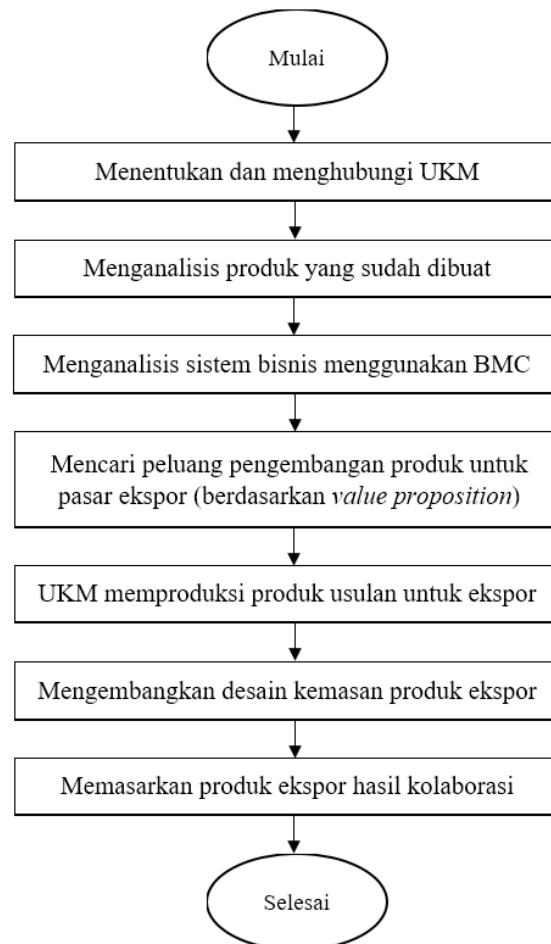 Mulai
Menentukan dan menghubungi UKM
Menganalisis produk yang sudah dibuat
Menganalisis sistem bisnis menggunakan BMC
Mencari peluang pengembangan produk untuk
pasar ekspor (berdasarkan value proposition)
UKM memproduksi produk usulan untuk ekspor
Mengembangkan desain kemasan produk ekspor
Memasarkan produk ekspor hasil kolaborasi
Selesai